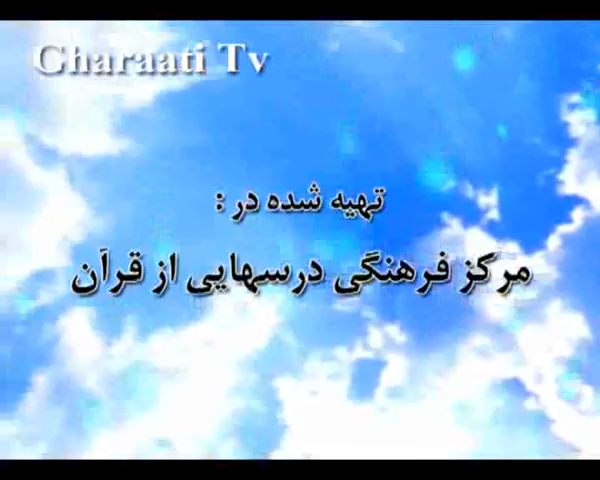 Gharaati Tv
تهیه شده در :
مرکز فرهنگی درسهایی از قرآن